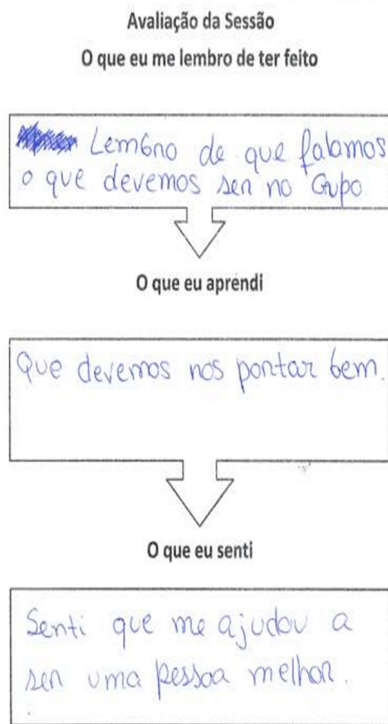 Avaliação da Sessão
O que eu me lembro de ter feito
Lembro de que falamos
o que devemos ser no Grupo
O que eu aprendi
Que devemos nos portar bem.
O que eu senti
Senti que me ajudou a
ser uma pessoa melhor.